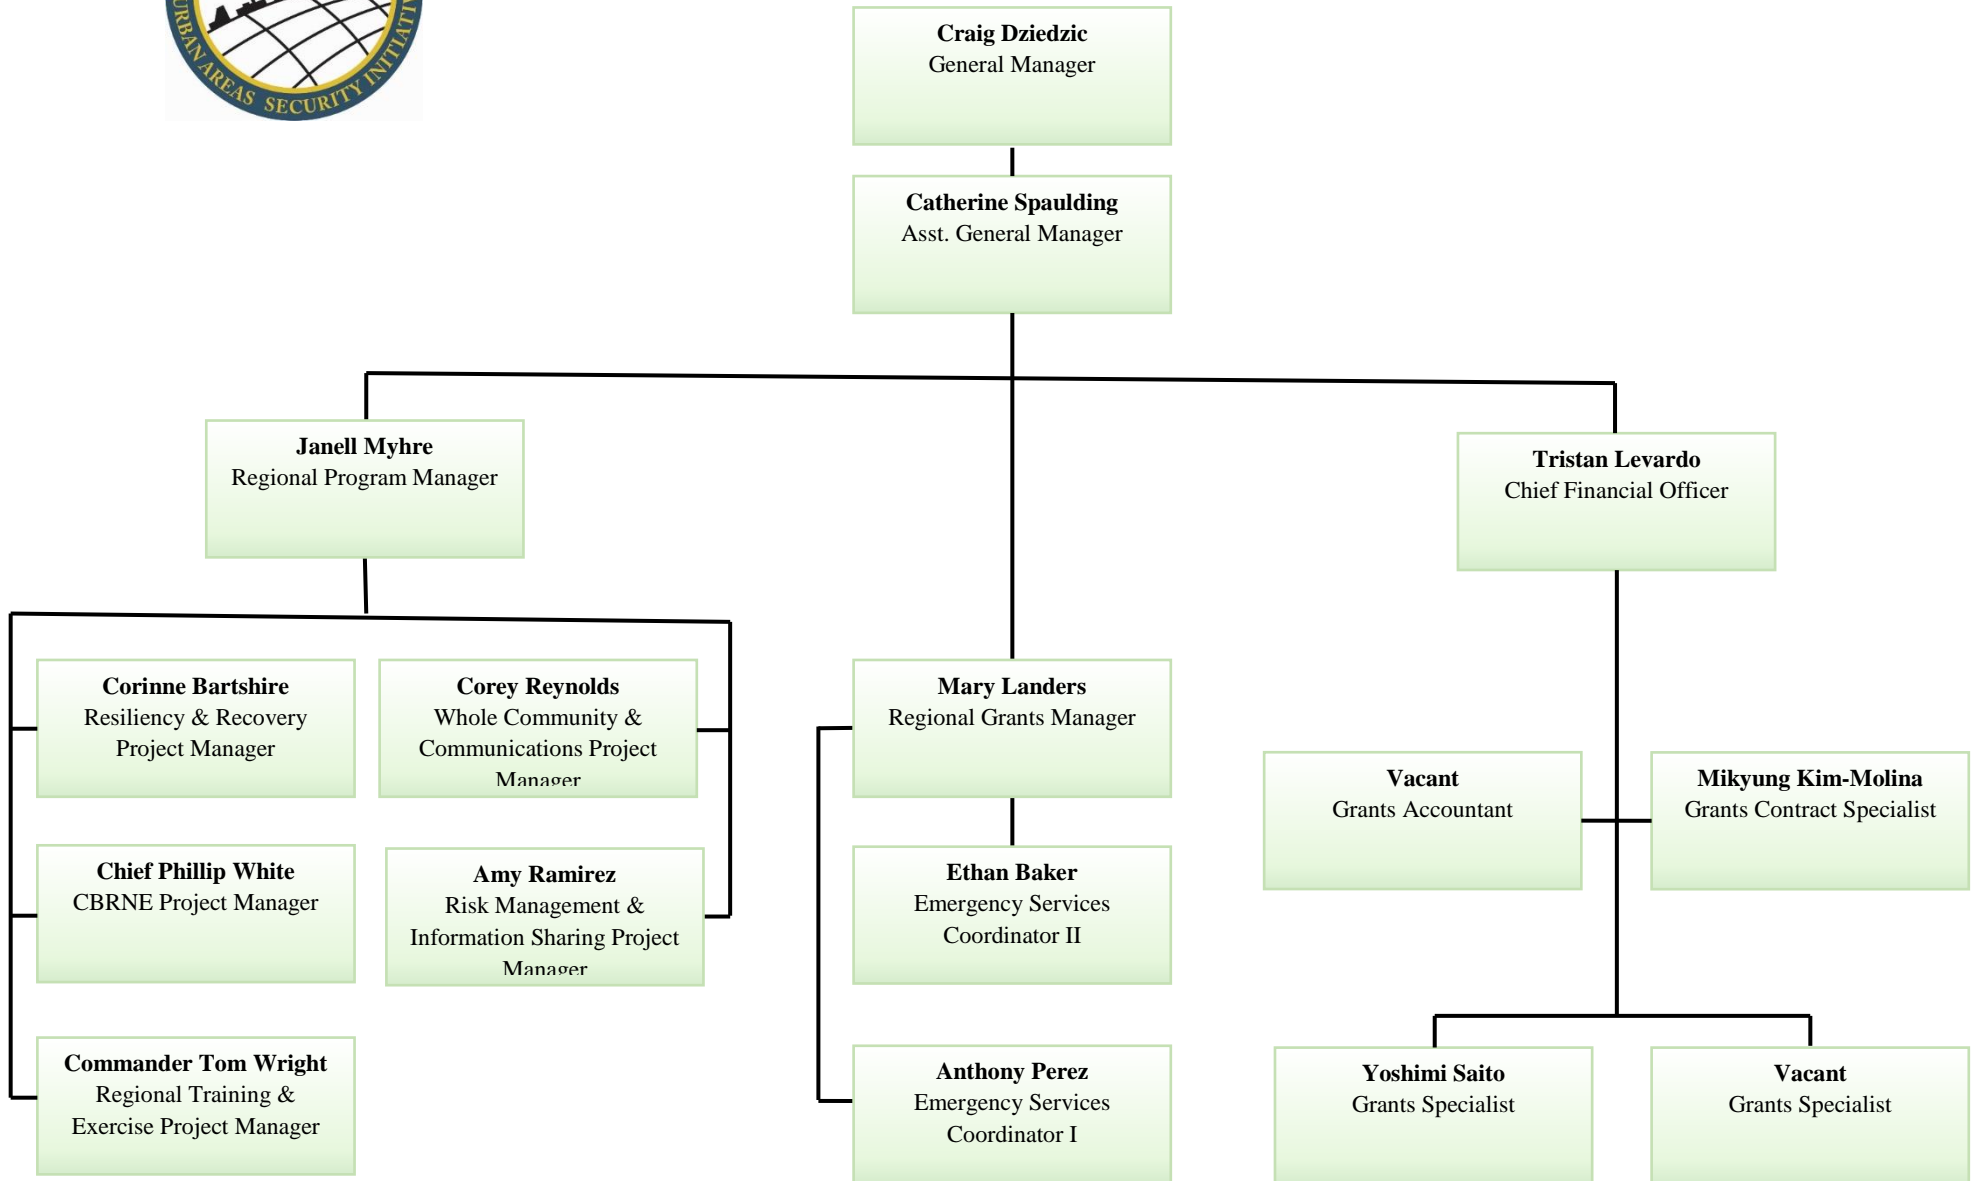 URBAN AREAS SECURITY INITIATIV
Craig Dziedzic
General Manager
Catherine Spaulding
Asst. General Manager
Janell Myhre
Regional Program Manager
Tristan Levardo
Chief Financial Officer
Corinne Bartshire
Resiliency & Recovery
Project Manager
Corey Reynolds
Whole Community &
Communications Project
Manager
Mary Landers
Regional Grants Manager
Vacant
Grants Accountant
Mikyung Kim-Molina
Grants Contract Specialist
Chief Phillip White
CBRNE Project Manager
Amy Ramirez
Risk Management &
Information Sharing Project
Manager
Ethan Baker
Emergency Services
Coordinator II
Commander Tom Wright
Regional Training &
Exercise Project Manager
Anthony Perez
Emergency Services
Coordinator I
Yoshimi Saito
Grants Specialist
Vacant
Grants Specialist